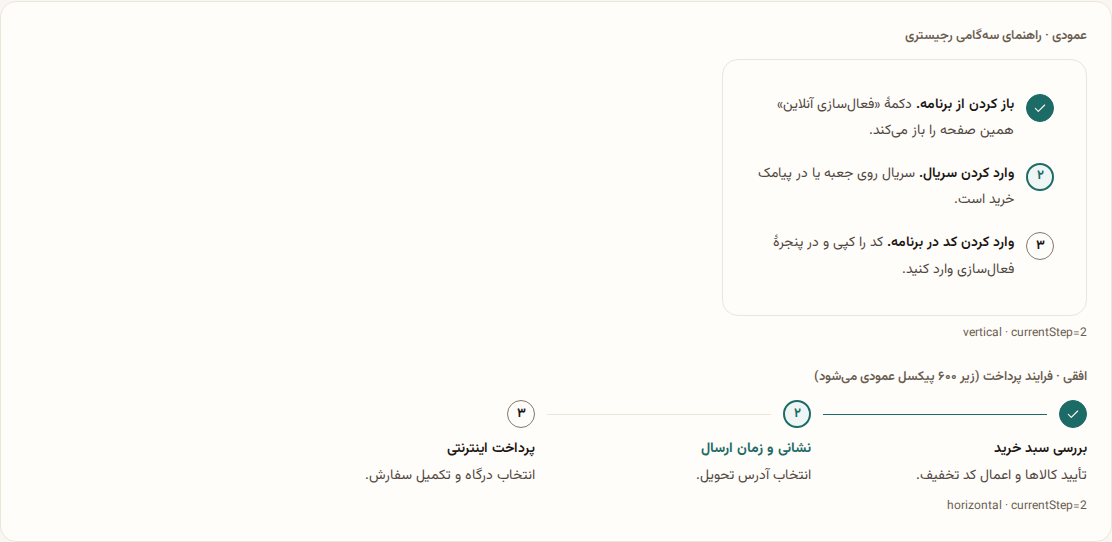 عمودی · راهنمای سه‌گامی رجیستری
باز کردن از برنامه. دکمهٔ «فعال‌سازی آنلاین»
همین صفحه را باز می‌کند.
۲
وارد کردن سریال. سریال روی جعبه یا در پیامک
خرید است.
۳
وارد کردن کد در برنامه. کد را کپی و در پنجرهٔ
فعال‌سازی وارد کنید.
vertical · currentStep=2
افقی · فرایند پرداخت (زیر ۶۰۰ پیکسل عمودی می‌شود)
۲ ۳
بررسی سبد خرید نشانی و زمان ارسال پرداخت اینترنتی
تأیید کالاها و اعمال کد تخفیف. انتخاب آدرس تحویل. انتخاب درگاه و تکمیل سفارش.
horizontal · currentStep=2